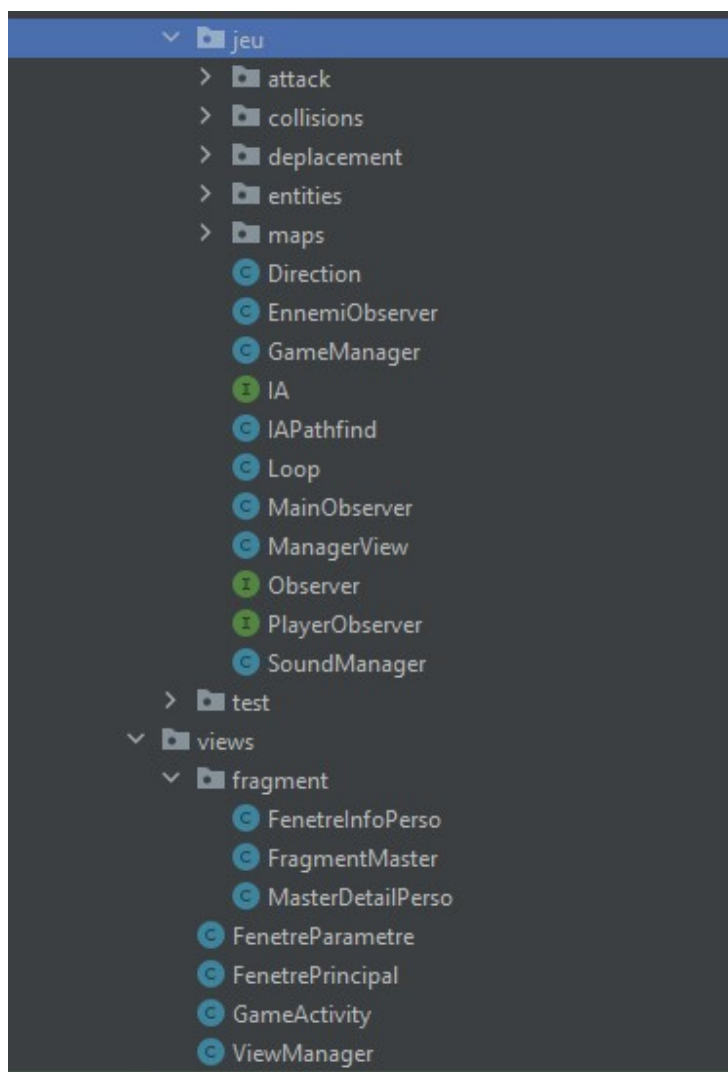 jeu
attack
collisions
deplacement
entities
maps
C Direction
C EnnemiObserver
C GameManager
I IA
C IAPathfind
C Loop
C MainObserver
C ManagerView
I Observer
I PlayerObserver
C SoundManager
test
views
fragment
C FenetreInfoPerso
C FragmentMaster
C MasterDetailPerso
C FenetreParametre
C FenetrePrincipal
C GameActivity
C ViewManager